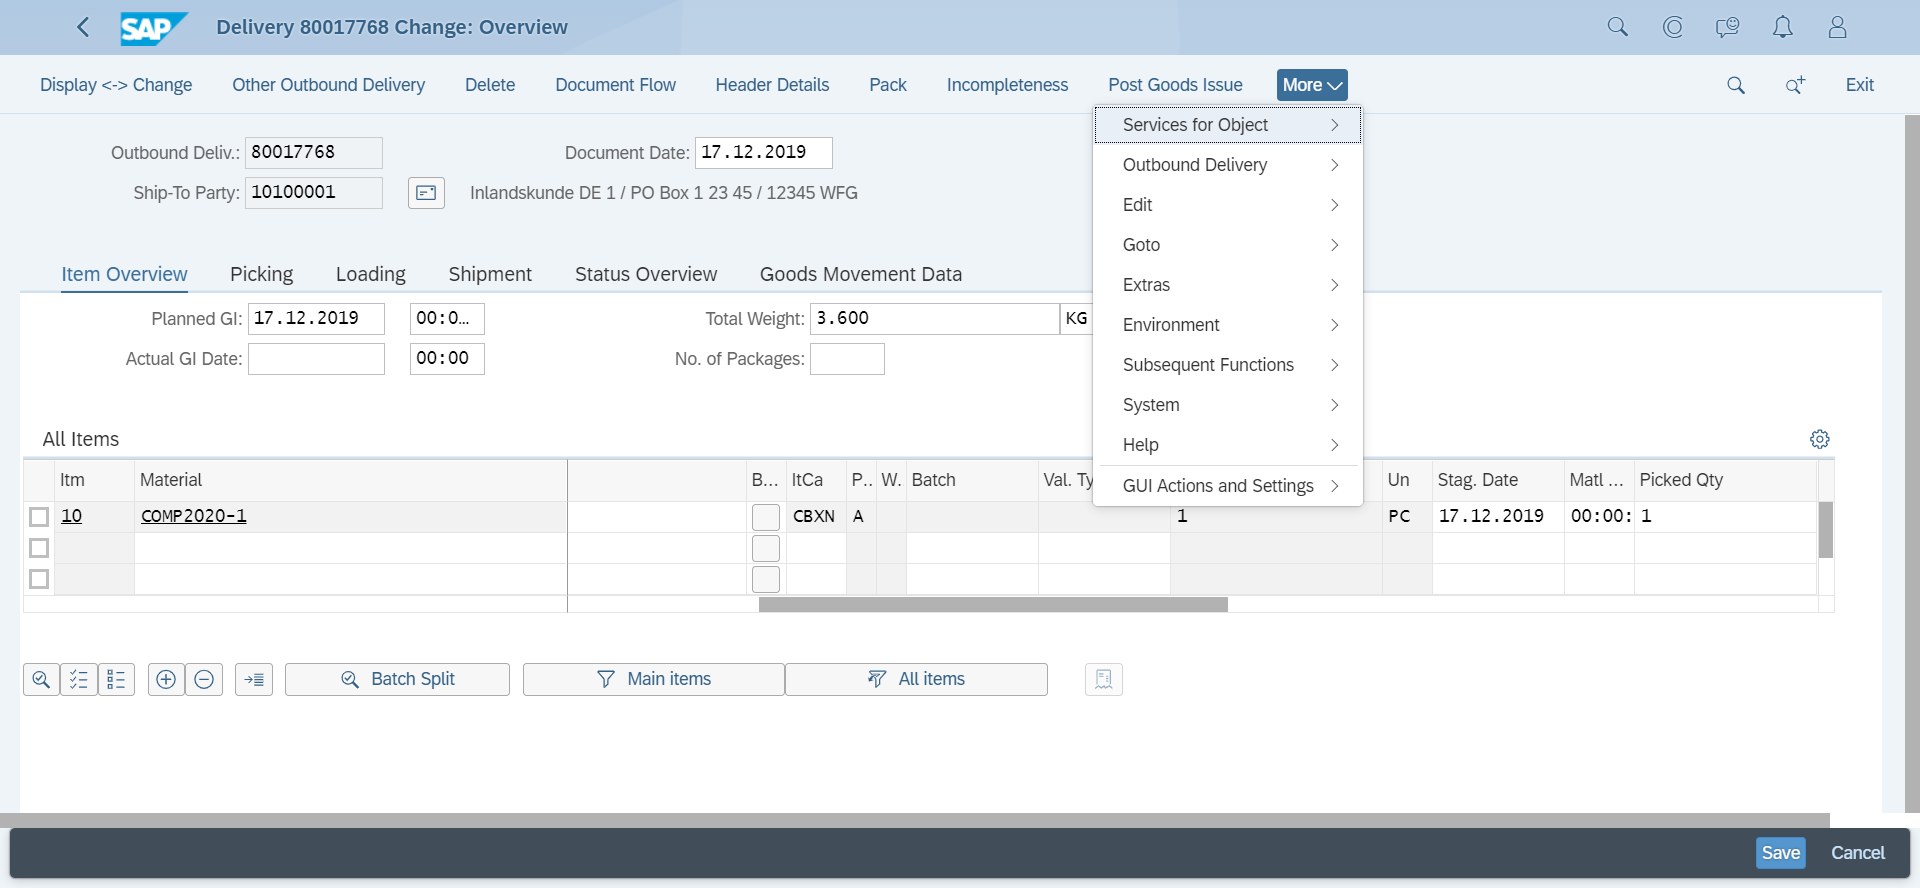 SAP Delivery 80017768 Change: Overview
Display <-> Change Other Outbound Delivery Delete Document Flow Header Details Pack Incompleteness Post Goods Issue More Exit
Services for Object
Outbound Delivery
Edit
Goto
Extras
Environment
Subsequent Functions
System
Help
GUI Actions and Settings
Outbound Deliv.: 80017768 Document Date: 17.12.2019
Ship-To Party: 10100001 Inlandskunde DE 1 / PO Box 1 23 45 / 12345 WFG
Item Overview Picking Loading Shipment Status Overview Goods Movement Data
Planned GI: 17.12.2019 00:0... Total Weight: 3.600 KG
Actual GI Date: 00:00 No. of Packages:
All Items
Itm Material B... ItCa P.. W. Batch Val. Ty Un Stag. Date Matl ... Picked Qty
10 COMP2020-1 CBXN A 1 PC 17.12.2019 00:00: 1
Batch Split Main items All items
Save Cancel